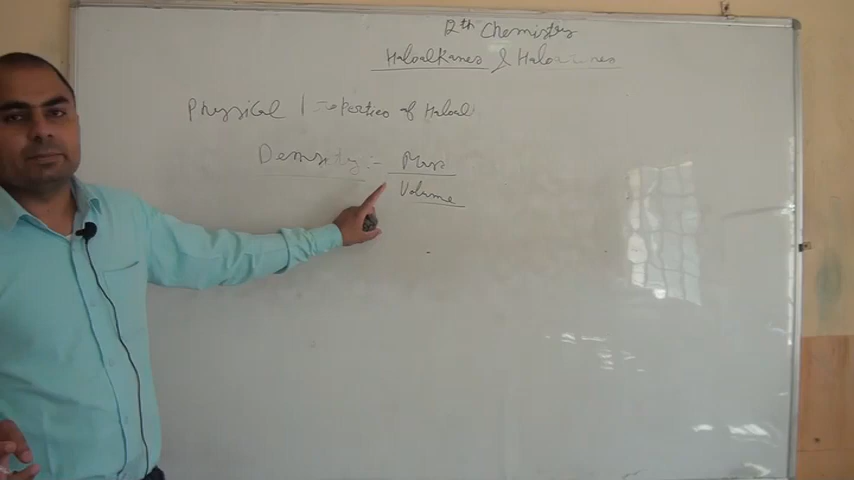 12th Chemistry
Haloalkanes & Haloarenes
Physical Properties of Haloal
Density :- Mass
Volume